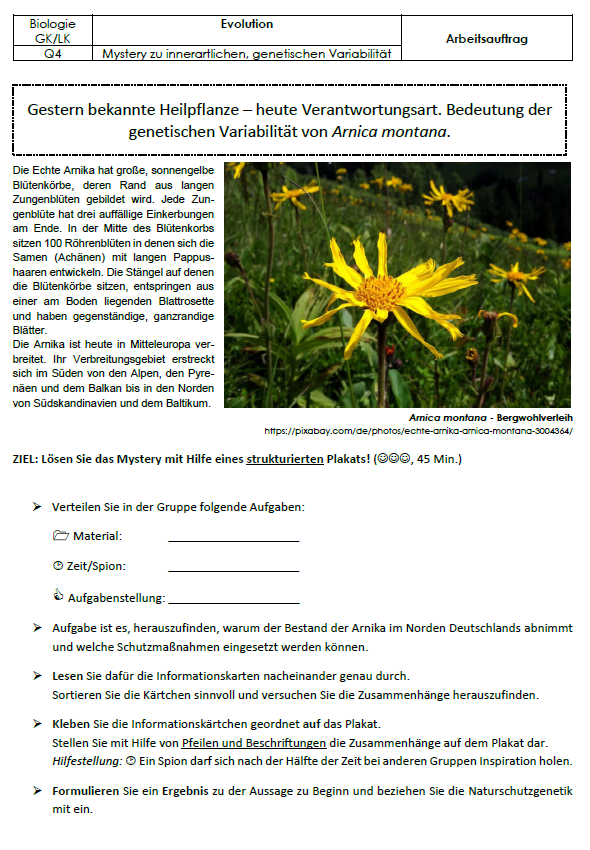 Biologie
GK/LK
Evolution
Arbeitsauftrag
Q4
Mystery zu innerartlichen, genetischen Variabilität
Gestern bekannte Heilpflanze – heute Verantwortungsart. Bedeutung der
genetischen Variabilität von Arnica montana.
Die Echte Arnika hat große, sonnengelbe
Blütenkörbe, deren Rand aus langen
Zungenblüten gebildet wird. Jede Zun-
genblüte hat drei auffällige Einkerbungen
am Ende. In der Mitte des Blütenkorbs
sitzen 100 Röhrenblüten in denen sich die
Samen (Achänen) mit langen Pappus-
haaren entwickeln. Die Stängel auf denen
die Blütenkörbe sitzen, entspringen aus
einer am Boden liegenden Blattrosette
und haben gegenständige, ganzrandige
Blätter.
Die Arnika ist heute in Mitteleuropa ver-
breitet. Ihr Verbreitungsgebiet erstreckt
sich im Süden von den Alpen, den Pyre-
näen und dem Balkan bis in den Norden
von Südskandinavien und dem Baltikum.
Arnica montana - Bergwohlverleih
https://pixabay.com/de/photos/echte-arnika-arnica-montana-3004364/
ZIEL: Lösen Sie das Mystery mit Hilfe eines strukturierten Plakats! (☺☺☺, 45 Min.)
➢ Verteilen Sie in der Gruppe folgende Aufgaben:
Material: ____________________
Zeit/Spion: ____________________
Aufgabenstellung: ____________________
➢ Aufgabe ist es, herauszufinden, warum der Bestand der Arnika im Norden Deutschlands abnimmt
und welche Schutzmaßnahmen eingesetzt werden können.
➢ Lesen Sie dafür die Informationskarten nacheinander genau durch.
Sortieren Sie die Kärtchen sinnvoll und versuchen Sie die Zusammenhänge herauszufinden.
➢ Kleben Sie die Informationskärtchen geordnet auf das Plakat.
Stellen Sie mit Hilfe von Pfeilen und Beschriftungen die Zusammenhänge auf dem Plakat dar.
Hilfestellung: Ein Spion darf sich nach der Hälfte der Zeit bei anderen Gruppen Inspiration holen.
➢ Formulieren Sie ein Ergebnis zu der Aussage zu Beginn und beziehen Sie die Naturschutzgenetik
mit ein.